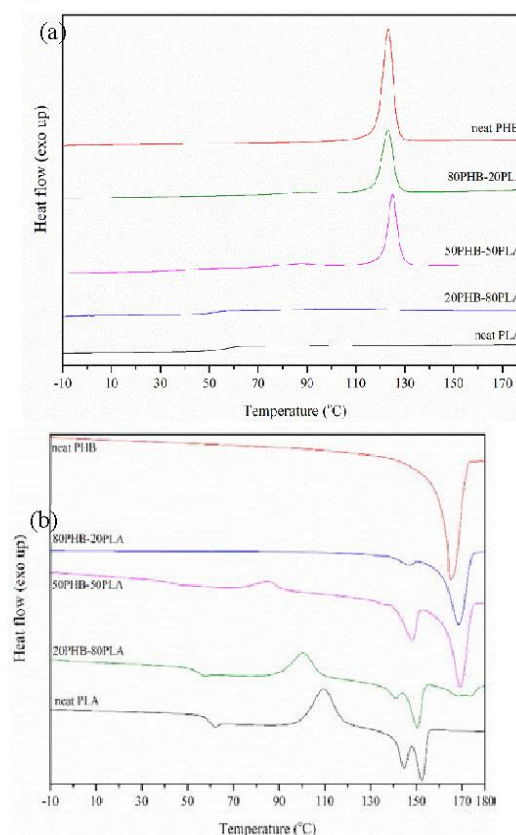 (a)
Heat flow (exo up)
neat PHB
80PHB-20PLA
50PHB-50PLA
20PHB-80PLA
neat PLA
-10 10 30 50 70 90 110 130 150 170
Temperature (°C)
(b)
Heat flow (exo up)
neat PHB
80PHB-20PLA
50PHB-50PLA
20PHB-80PLA
neat PLA
-10 10 30 50 70 90 110 130 150 170 180
Temperature (°C)